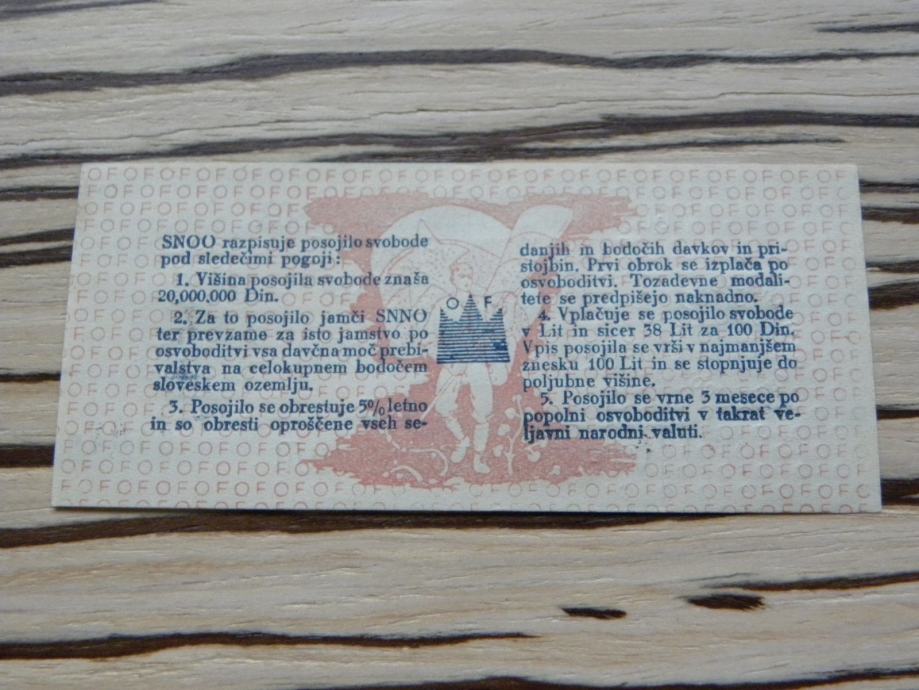 SNOO razpisuje posojilo svobode
pod sledečimi pogoji:
1. Višina posojila svobode znaša
20,000.000 Din.
2. Za to posojilo jamči SNNO
ter prevzame za isto jamstvo po
osvoboditvi vsa davčna moč prebi-
valstva na celokupnem bodočem
slovenskem ozemlju.
3. Posojilo se obrestuje 5% letno
in so obresti oproščene vseh se-
O F
danjih in bodočih davkov in pri-
stojbin. Prvi obrok se izplača po
osvoboditvi. Tozadevne modali-
tete se predpišejo naknadno.
4. Vplačuje se posojilo svobode
v Lit in sicer 38 Lit za 100 Din.
Vpis posojila se vrši v najmanjšem
znesku 100 Lit in se stopnjuje do
poljubne višine.
5. Posojilo se vrne 3 mesece po
popolni osvoboditvi v takrat ve-
ljavni narodni valuti.